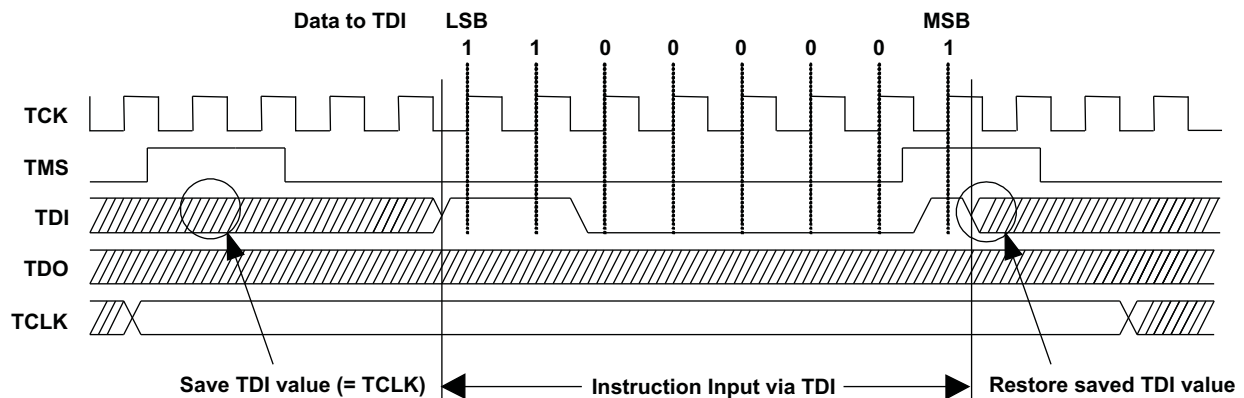 Data to TDI LSB MSB
1 1 0 0 0 0 0 1
TCK
TMS
TDI
TDO
TCLK
Save TDI value (= TCLK) Instruction Input via TDI Restore saved TDI value